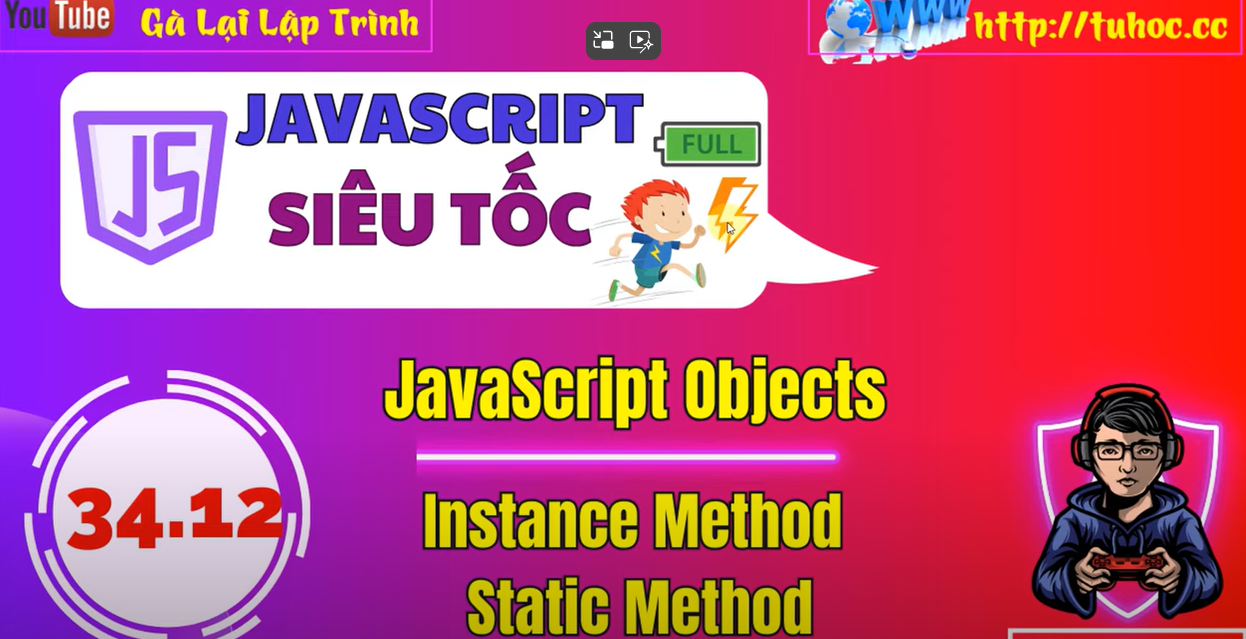 YouTube Gà Lại Lập Trình
WWW http://tuhoc.cc
JS
JAVASCRIPT
FULL
SIÊU TỐC
JavaScript Objects
34.12
Instance Method
Static Method